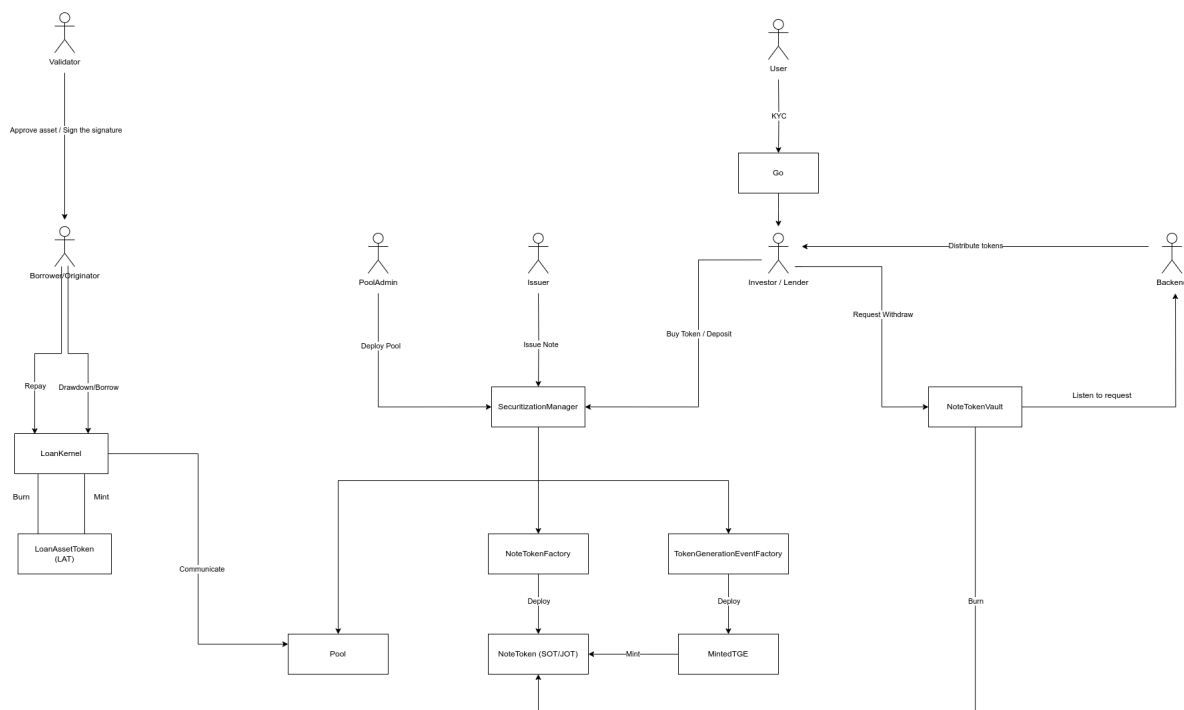 Validator
User
KYC
Approve asset / Sign the signature
Go
Borrower/Originator
PoolAdmin
Issuer
Investor / Lender
Distribute tokens
Backend
Request Withdraw
Buy Token / Deposit
Deploy Pool
Issue Note
Repay
Drawdown/Borrow
SecuritizationManager
NoteTokenVault
Listen to request
LoanKernel
Burn
Mint
LoanAssetToken
(LAT)
NoteTokenFactory
TokenGenerationEventFactory
Communicate
Deploy
Deploy
Burn
Pool
NoteToken (SOT/JOT)
Mint
MintedTGE